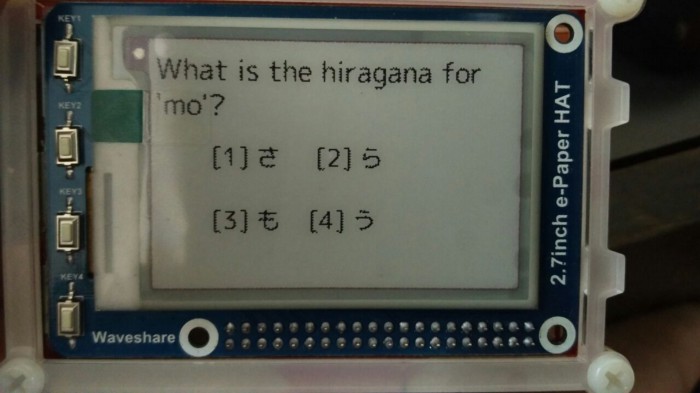 KEY1
KEY2
KEY3
KEY4
What is the hiragana for
'mo'?
[1] さ [2] ら
[3] も [4] う
Waveshare
2.7inch e-Paper HAT